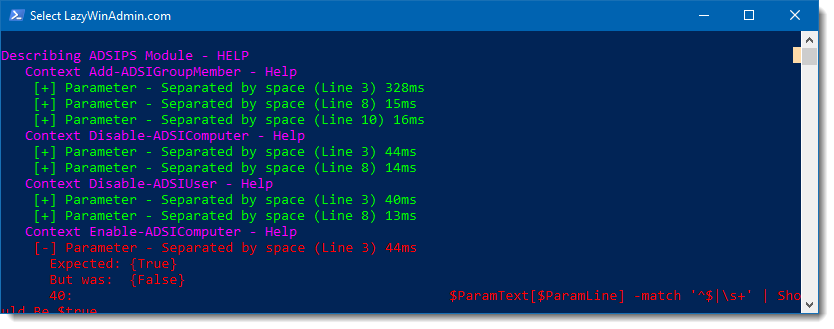 Select LazyWinAdmin.com
Describing ADSIPS Module - HELP
Context Add-ADSIGroupMember - Help
[+] Parameter - Separated by space (Line 3) 328ms
[+] Parameter - Separated by space (Line 8) 15ms
[+] Parameter - Separated by space (Line 10) 16ms
Context Disable-ADSIComputer - Help
[+] Parameter - Separated by space (Line 3) 44ms
[+] Parameter - Separated by space (Line 8) 14ms
Context Disable-ADSIUser - Help
[+] Parameter - Separated by space (Line 3) 40ms
[+] Parameter - Separated by space (Line 8) 13ms
Context Enable-ADSIComputer - Help
[-] Parameter - Separated by space (Line 3) 44ms
Expected: {True}
But was:  {False}
40: $ParamText[$ParamLine] -match '^$|\s+' | Sho
uld Be $true